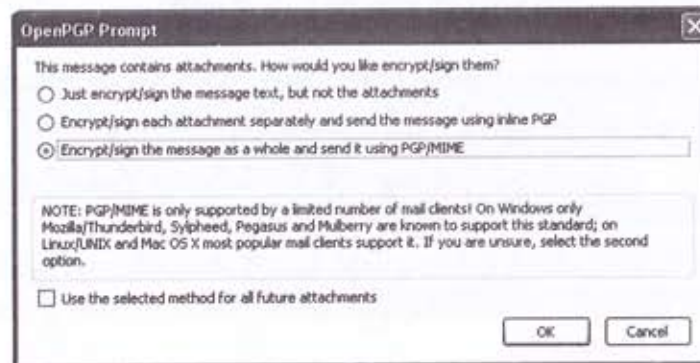 OpenPGP Prompt
This message contains attachments. How would you like encrypt/sign them?
Just encrypt/sign the message text, but not the attachments
Encrypt/sign each attachment separately and send the message using inline PGP
Encrypt/sign the message as a whole and send it using PGP/MIME
NOTE: PGP/MIME is only supported by a limited number of mail clients! On Windows only
Mozilla/Thunderbird, Sylpheed, Pegasus and Mulberry are known to support this standard; on
Linux/UNIX and Mac OS X most popular mail clients support it. If you are unsure, select the second
option.
Use the selected method for all future attachments
OK Cancel